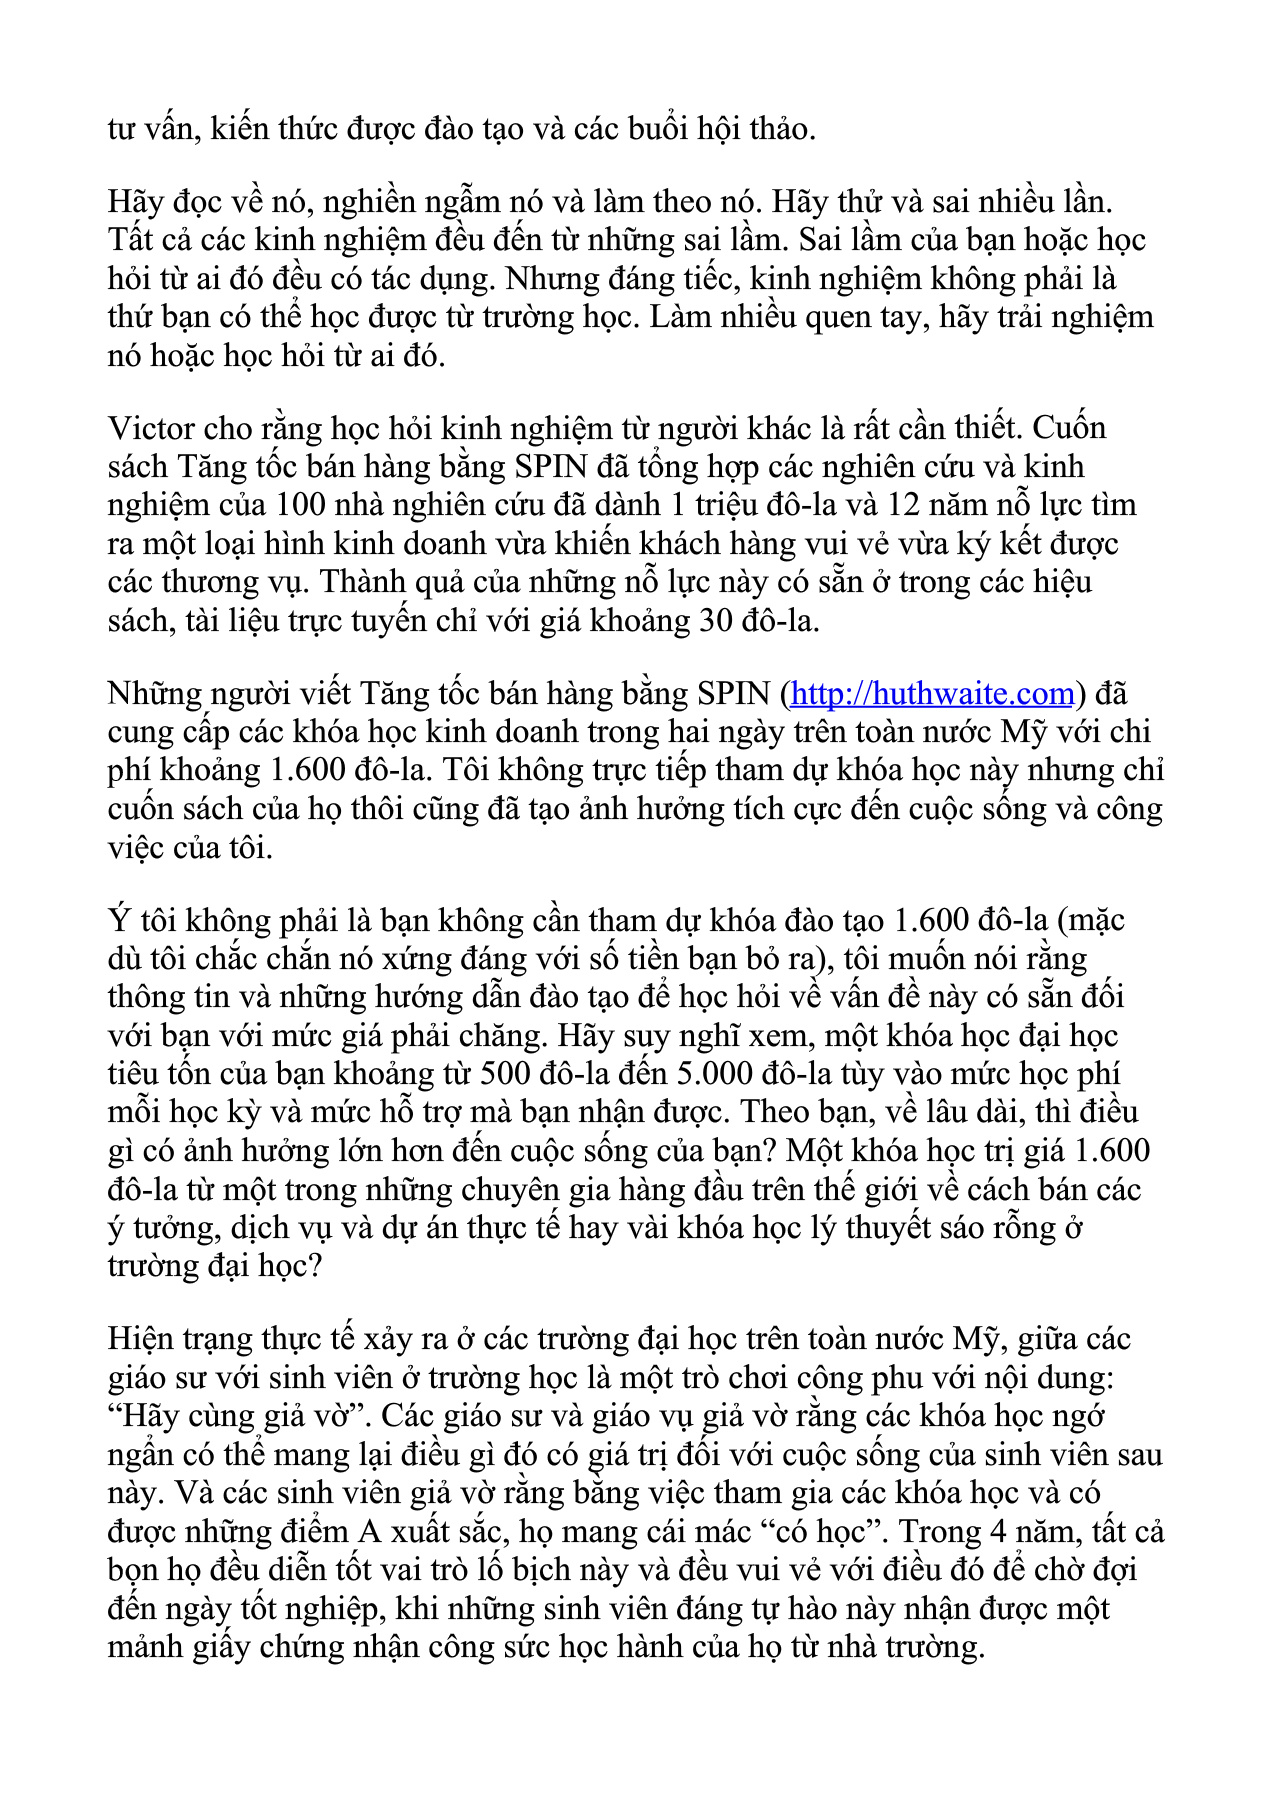 tư vấn, kiến thức được đào tạo và các buổi hội thảo.
Hãy đọc về nó, nghiền ngẫm nó và làm theo nó. Hãy thử và sai nhiều lần.
Tất cả các kinh nghiệm đều đến từ những sai lầm. Sai lầm của bạn hoặc học
hỏi từ ai đó đều có tác dụng. Nhưng đáng tiếc, kinh nghiệm không phải là
thứ bạn có thể học được từ trường học. Làm nhiều quen tay, hãy trải nghiệm
nó hoặc học hỏi từ ai đó.
Victor cho rằng học hỏi kinh nghiệm từ người khác là rất cần thiết. Cuốn
sách Tăng tốc bán hàng bằng SPIN đã tổng hợp các nghiên cứu và kinh
nghiệm của 100 nhà nghiên cứu đã dành 1 triệu đô-la và 12 năm nỗ lực tìm
ra một loại hình kinh doanh vừa khiến khách hàng vui vẻ vừa ký kết được
các thương vụ. Thành quả của những nỗ lực này có sẵn ở trong các hiệu
sách, tài liệu trực tuyến chỉ với giá khoảng 30 đô-la.
Những người viết Tăng tốc bán hàng bằng SPIN (http://huthwaite.com) đã
cung cấp các khóa học kinh doanh trong hai ngày trên toàn nước Mỹ với chi
phí khoảng 1.600 đô-la. Tôi không trực tiếp tham dự khóa học này nhưng chỉ
cuốn sách của họ thôi cũng đã tạo ảnh hưởng tích cực đến cuộc sống và công
việc của tôi.
Ý tôi không phải là bạn không cần tham dự khóa đào tạo 1.600 đô-la (mặc
dù tôi chắc chắn nó xứng đáng với số tiền bạn bỏ ra), tôi muốn nói rằng
thông tin và những hướng dẫn đào tạo để học hỏi về vấn đề này có sẵn đối
với bạn với mức giá phải chăng. Hãy suy nghĩ xem, một khóa học đại học
tiêu tốn của bạn khoảng từ 500 đô-la đến 5.000 đô-la tùy vào mức học phí
mỗi học kỳ và mức hỗ trợ mà bạn nhận được. Theo bạn, về lâu dài, thì điều
gì có ảnh hưởng lớn hơn đến cuộc sống của bạn? Một khóa học trị giá 1.600
đô-la từ một trong những chuyên gia hàng đầu trên thế giới về cách bán các
ý tưởng, dịch vụ và dự án thực tế hay vài khóa học lý thuyết sáo rỗng ở
trường đại học?
Hiện trạng thực tế xảy ra ở các trường đại học trên toàn nước Mỹ, giữa các
giáo sư với sinh viên ở trường học là một trò chơi công phu với nội dung:
“Hãy cùng giả vờ”. Các giáo sư và giáo vụ giả vờ rằng các khóa học ngớ
ngẩn có thể mang lại điều gì đó có giá trị đối với cuộc sống của sinh viên sau
này. Và các sinh viên giả vờ rằng bằng việc tham gia các khóa học và có
được những điểm A xuất sắc, họ mang cái mác “có học”. Trong 4 năm, tất cả
bọn họ đều diễn tốt vai trò lố bịch này và đều vui vẻ với điều đó để chờ đợi
đến ngày tốt nghiệp, khi những sinh viên đáng tự hào này nhận được một
mảnh giấy chứng nhận công sức học hành của họ từ nhà trường.